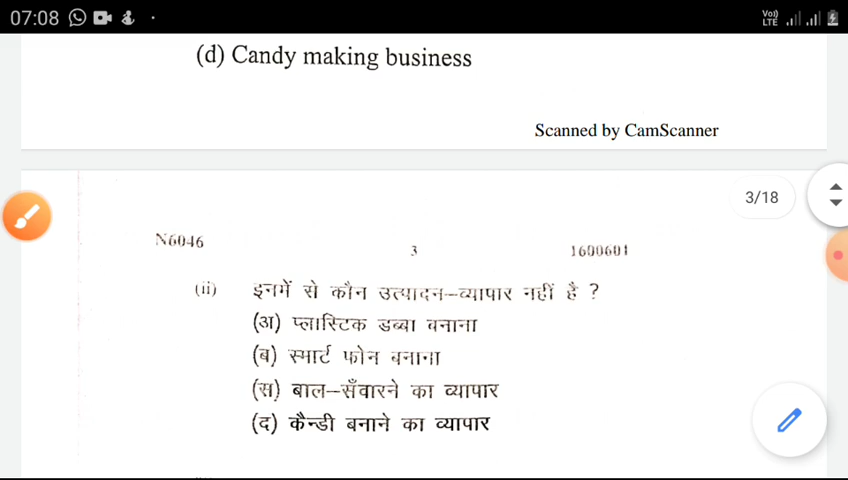 07:08
Vo)) LTE
(d) Candy making business
Scanned by CamScanner
3/18
N6046 3 1600601
(ii) इनमें से कौन उत्पादन–व्यापार नहीं है ?
(अ) प्लास्टिक डब्बा बनाना
(ब) स्मार्ट फोन बनाना
(स) बाल–सँवारने का व्यापार
(द) कैन्डी बनाने का व्यापार